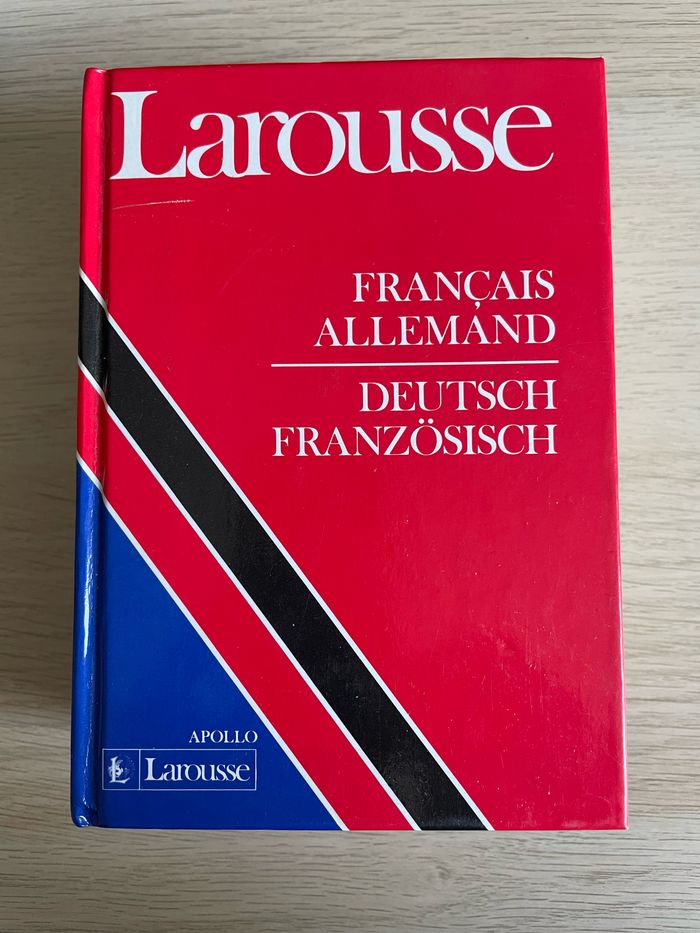 Larousse
FRANÇAIS
ALLEMAND
DEUTSCH
FRANZÖSISCH
APOLLO
L Larousse